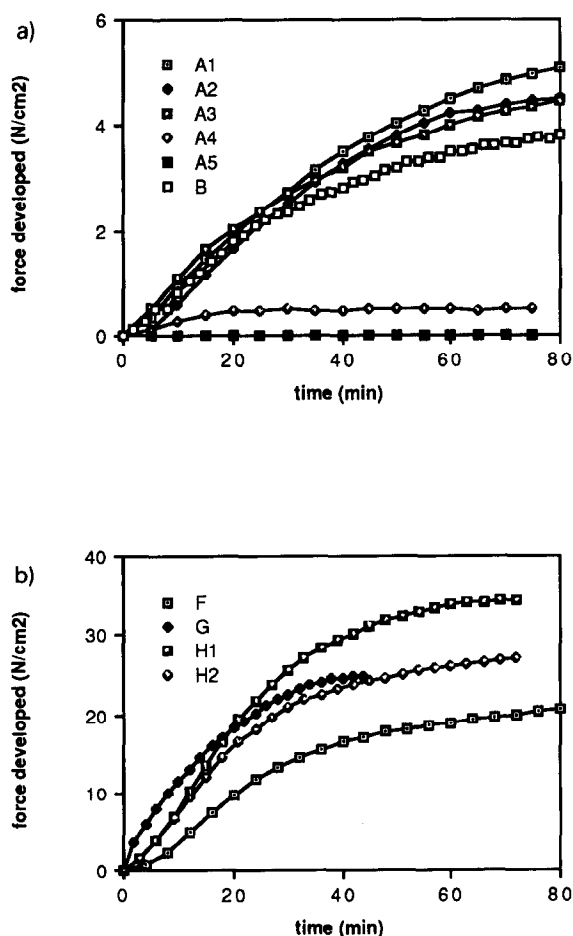 a)
force developed (N/cm2)
6
4
2
0
A1
A2
A3
A4
A5
B
0 20 40 60 80
time (min)
b)
force developed (N/cm2)
40
30
20
10
0
F
G
H1
H2
0 20 40 60 80
time (min)